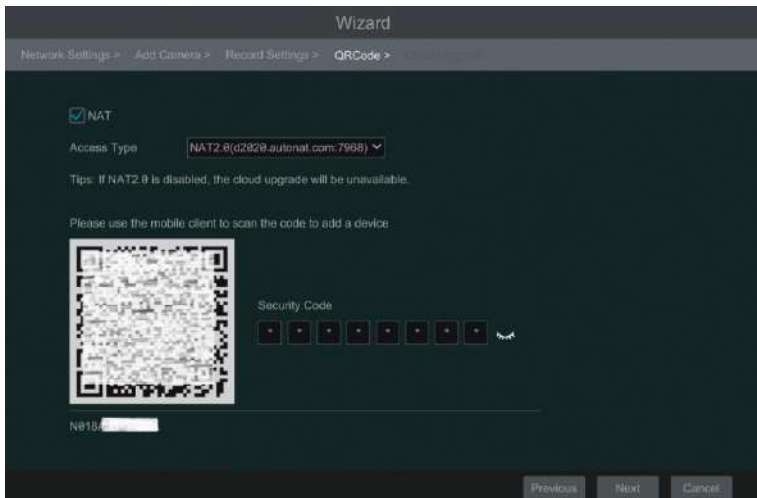 Wizard
Network Settings > Add Camera > Record Settings > QRCode >
NAT
Access Type NAT2.0(d2020.autonat.com:7968)
Tips: If NAT2.0 is disabled, the cloud upgrade will be unavailable.
Please use the mobile client to scan the code to add a device
Security Code
* * * * * * * *
N018
Previous Next Cancel